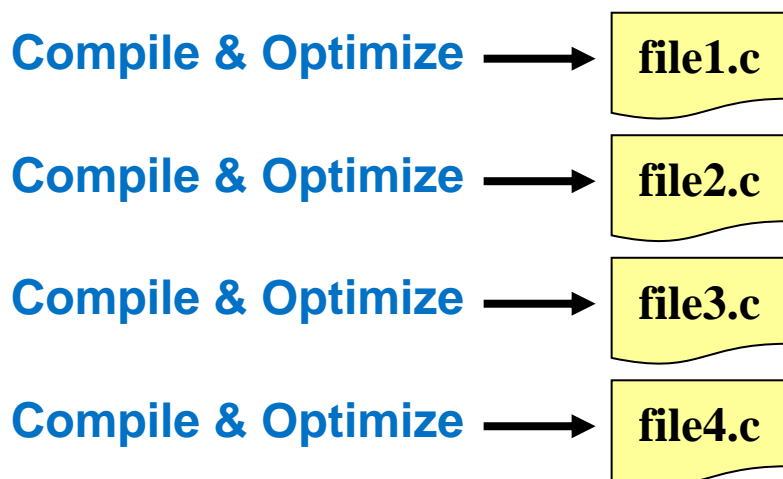 Compile & Optimize file1.c
Compile & Optimize file2.c
Compile & Optimize file3.c
Compile & Optimize file4.c